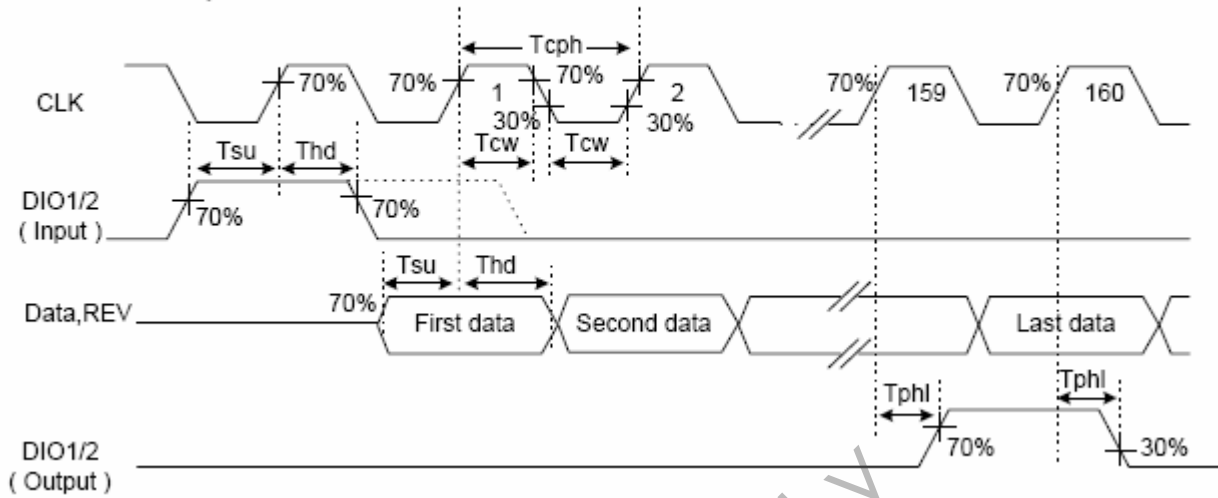 Tcph
70%
70%
70%
70%
70%
CLK
1
2
159
160
30%
30%
Tsu
Thd
Tcw
Tcw
DIO1/2
( Input )
70%
70%
Tsu
Thd
70%
Data,REV
First data
Second data
Last data
Tphl
Tphl
DIO1/2
( Output )
70%
30%